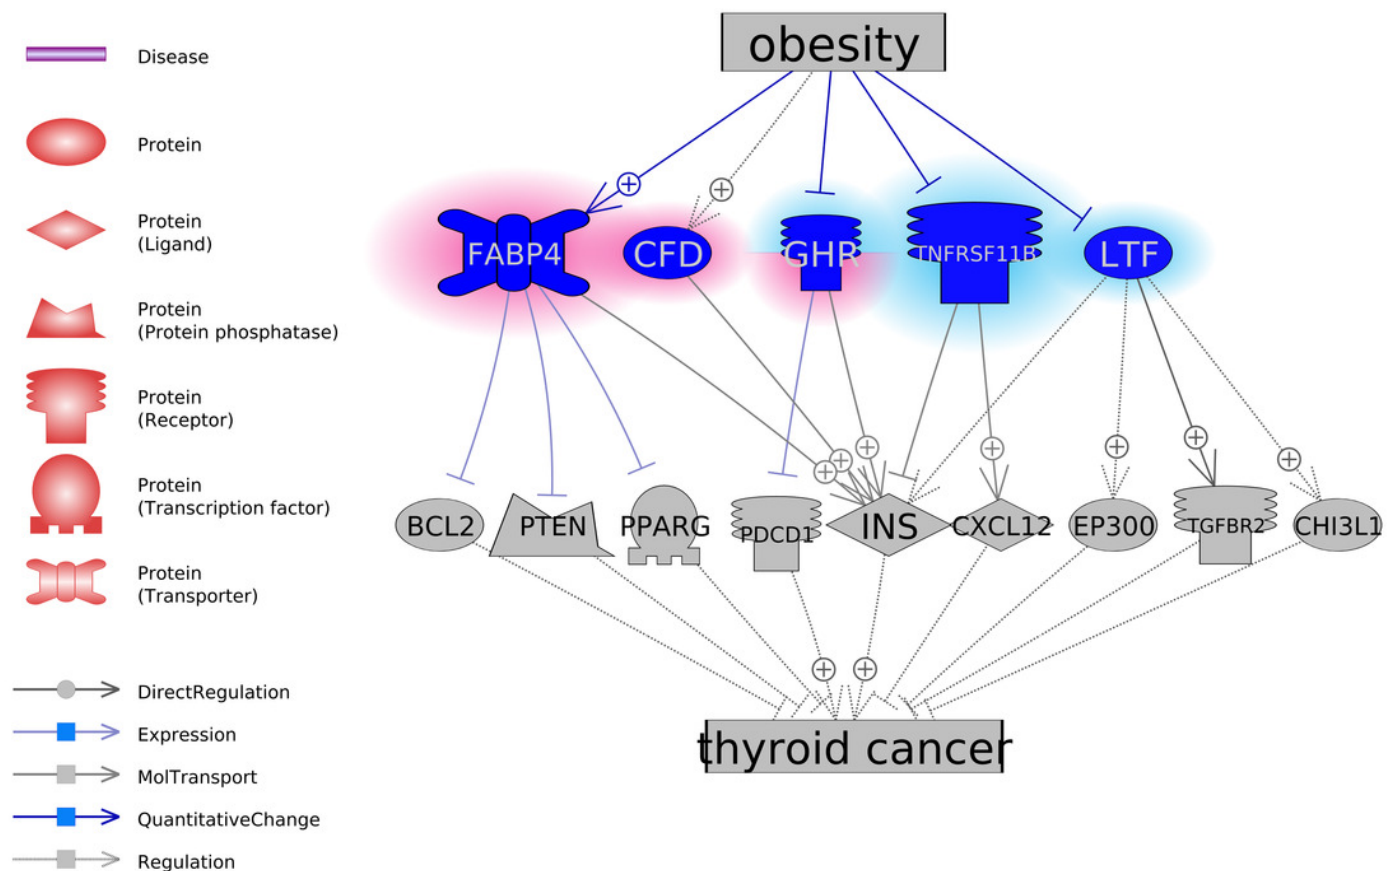 obesity
Disease
Protein
Protein
(Ligand)
Protein
(Protein phosphatase)
Protein
(Receptor)
Protein
(Transcription factor)
Protein
(Transporter)
DirectRegulation
Expression
MolTransport
QuantitativeChange
Regulation
+
+
FABP4
CFD
GHR
TNFRSF11B
LTF
+
+
+
+
+
+
+
BCL2
PTEN
PPARG
PDCD1
INS
CXCL12
EP300
TGFBR2
CHI3L1
+
+
thyroid cancer